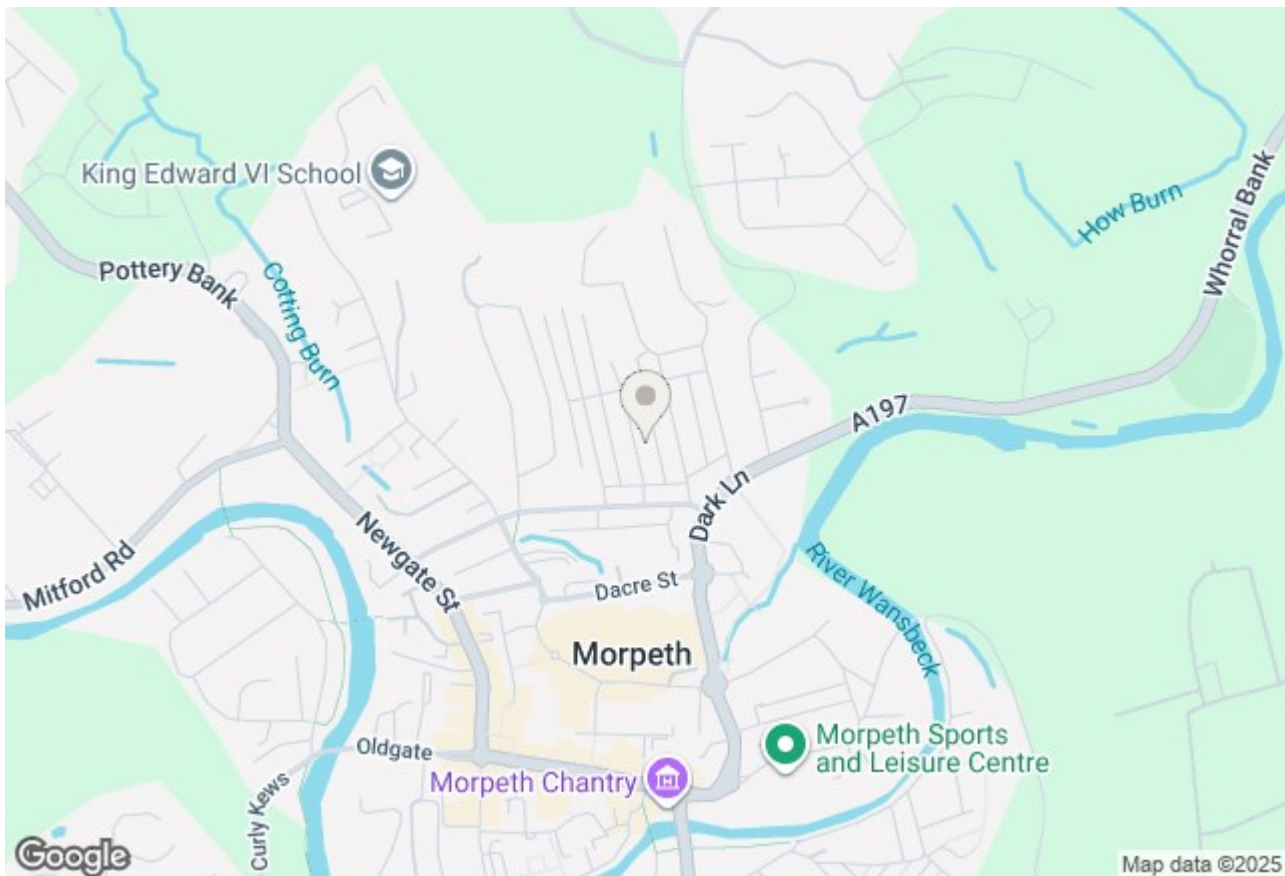 King Edward VI School
Pottery Bank
Cotting Burn
How Burn
Whorral Bank
A197
Dark Ln
Newgate St
Mitford Rd
Dacre St
River Wansbeck
Morpeth
Oldgate
Morpeth Sports
and Leisure Centre
Morpeth Chantry
Curly Kews
Google
Map data ©2025